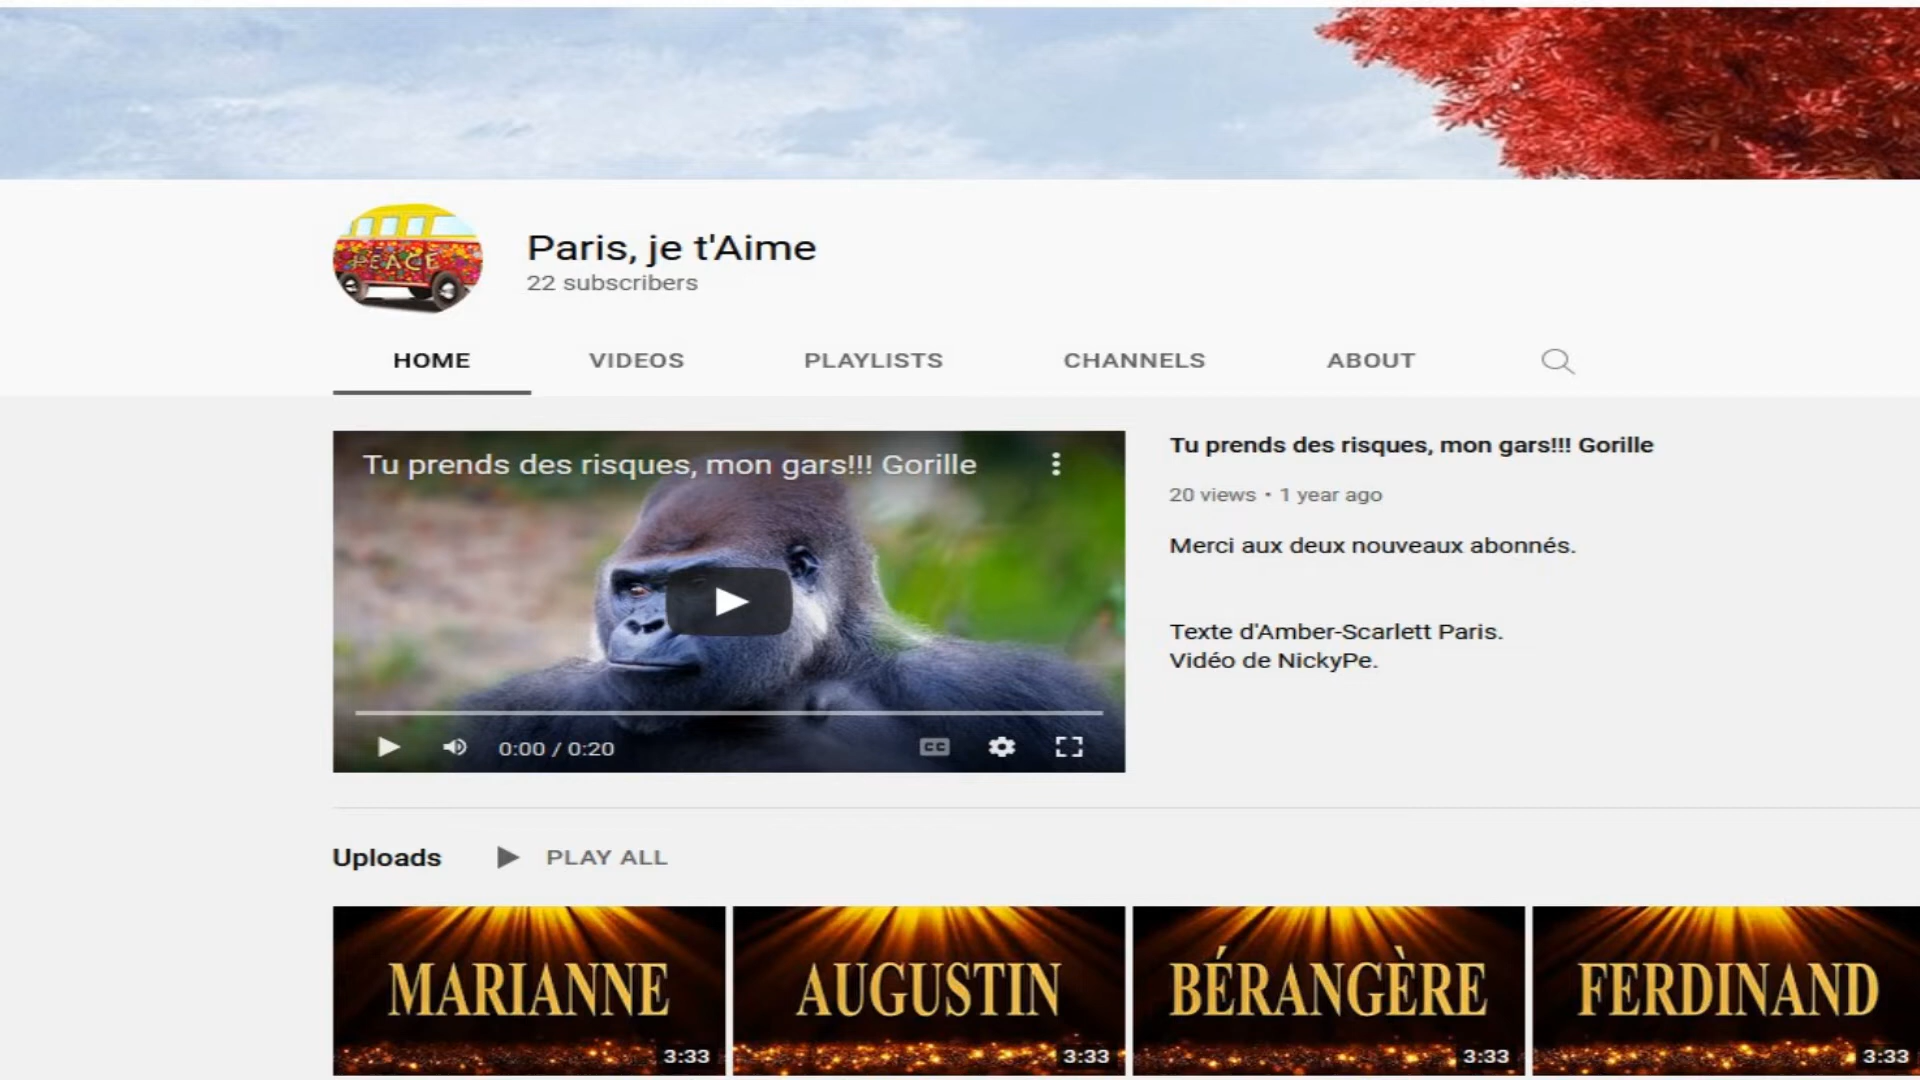 PEACE
Paris, je t'Aime
22 subscribers
HOME VIDEOS PLAYLISTS CHANNELS ABOUT
Tu prends des risques, mon gars!!! Gorille
0:00 / 0:20
CC
Tu prends des risques, mon gars!!! Gorille
20 views • 1 year ago
Merci aux deux nouveaux abonnés.
Texte d'Amber-Scarlett Paris.
Vidéo de NickyPe.
Uploads PLAY ALL
MARIANNE
3:33
AUGUSTIN
3:33
BÉRANGÈRE
3:33
FERDINAND
3:33